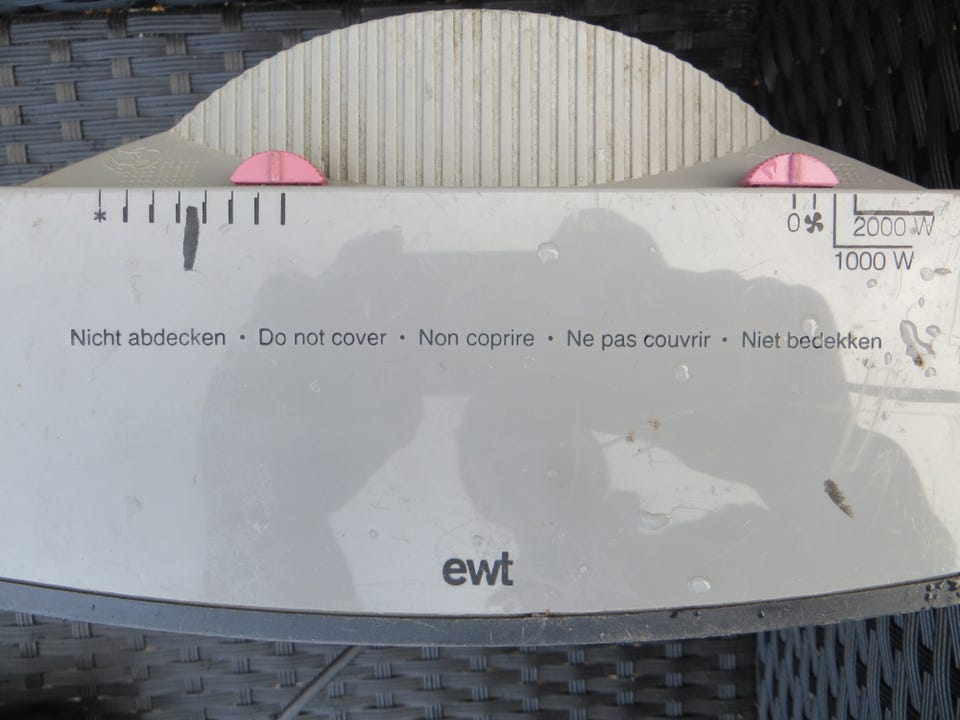 0 2000 W
1000 W
Nicht abdecken • Do not cover • Non coprire • Ne pas couvrir • Niet bedekken
ewt